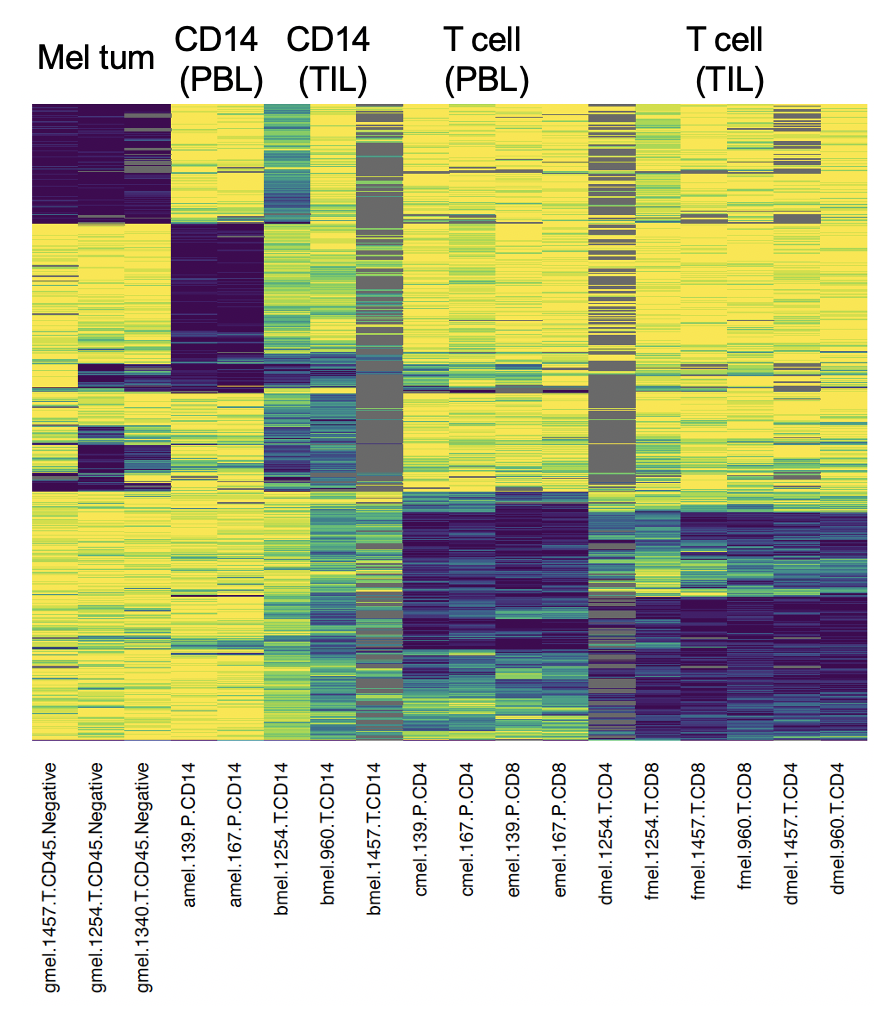 Mel tum
CD14
(PBL)
CD14
(TIL)
T cell
(PBL)
T cell
(TIL)
gmel.1457.T.CD45.Negative
gmel.1254.T.CD45.Negative
gmel.1340.T.CD45.Negative
amel.139.P.CD14
amel.167.P.CD14
bmel.1254.T.CD14
bmel.960.T.CD14
bmel.1457.T.CD14
cmel.139.P.CD4
cmel.167.P.CD4
emel.139.P.CD8
emel.167.P.CD8
dmel.1254.T.CD4
fmel.1254.T.CD8
fmel.1457.T.CD8
fmel.960.T.CD8
dmel.1457.T.CD4
dmel.960.T.CD4